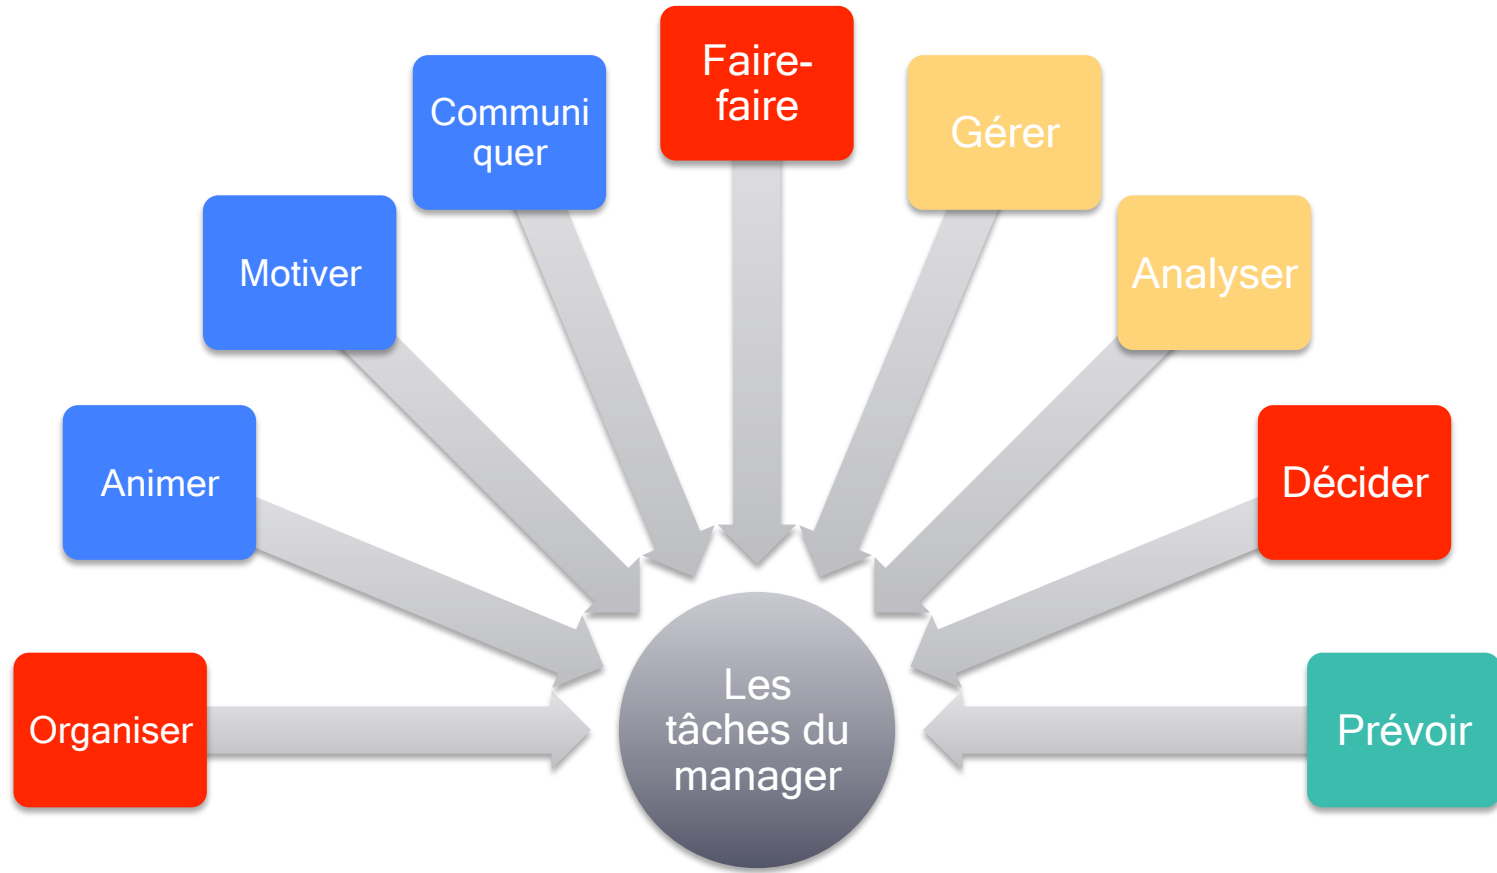 Faire-
faire
Communi
quer
Gérer
Motiver
Analyser
Animer
Décider
Organiser
Les
tâches du
manager
Prévoir